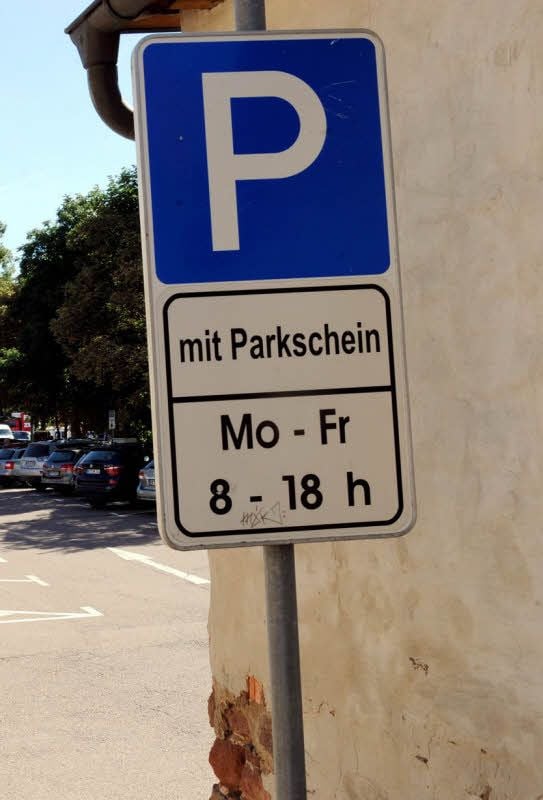 P
mit Parkschein
Mo - Fr
8 - 18 h